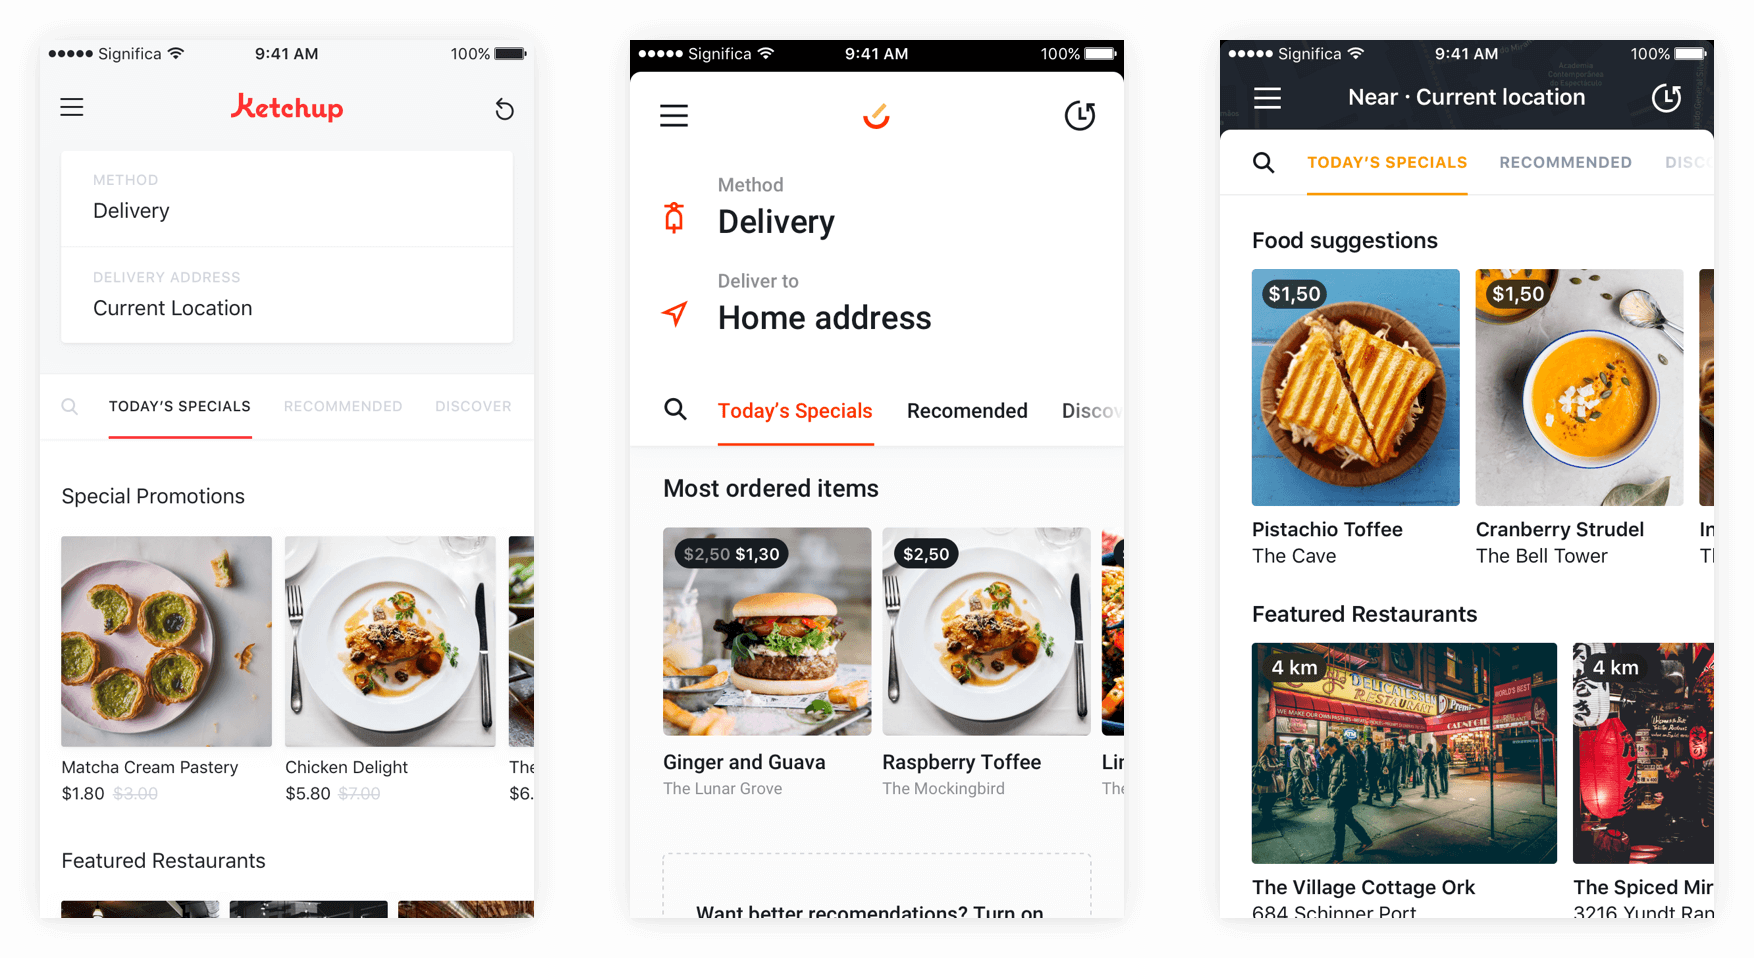 Significa
9:41 AM
100%
Ketchup
METHOD
Delivery
DELIVERY ADDRESS
Current Location
TODAY’S SPECIALS
RECOMMENDED
DISCOVER
Special Promotions
Matcha Cream Pastery
$1.80 $3.00
Chicken Delight
$5.80 $7.00
The
$6.
Featured Restaurants
Significa
9:41 AM
100%
Method
Delivery
Deliver to
Home address
Today’s Specials
Recomended
Discov
Most ordered items
$2,50 $1,30
$2,50
Ginger and Guava
The Lunar Grove
Raspberry Toffee
The Mockingbird
The
Want better recomendations? Turn on
Significa
9:41 AM
100%
Near · Current location
TODAY’S SPECIALS
RECOMMENDED
DISCO
Food suggestions
$1,50
$1,50
Pistachio Toffee
The Cave
Cranberry Strudel
The Bell Tower
In
Featured Restaurants
4 km
DELICATESSEN
RESTAURANT
4 km
The Village Cottage Ork
684 Schinner Port
The Spiced Mir
3216 Yundt Ran